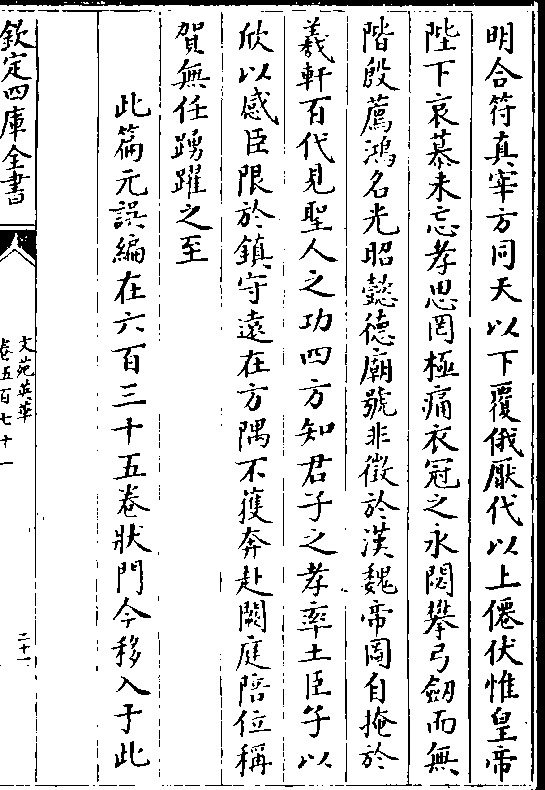 明合符真宰方同天以下覆俄厭代以上僊伏惟皇帝
陛下哀慕未忘孝思罔極痛衣冠之永閟攀弓劒而無
階殷薦鴻名光昭懿德廟號非徵於漢魏帝圖自掩於
羲軒百代見聖人之功四方知君子之孝率土臣等以
欣以感臣限於鎮守遠在方隅不獲奔赴闕庭陪位稱
賀無任踴躍之至
此篇元誤編在六百三十五卷狀門今移入于此
欽定四庫全書
文苑英華
卷五百七十一
二十一